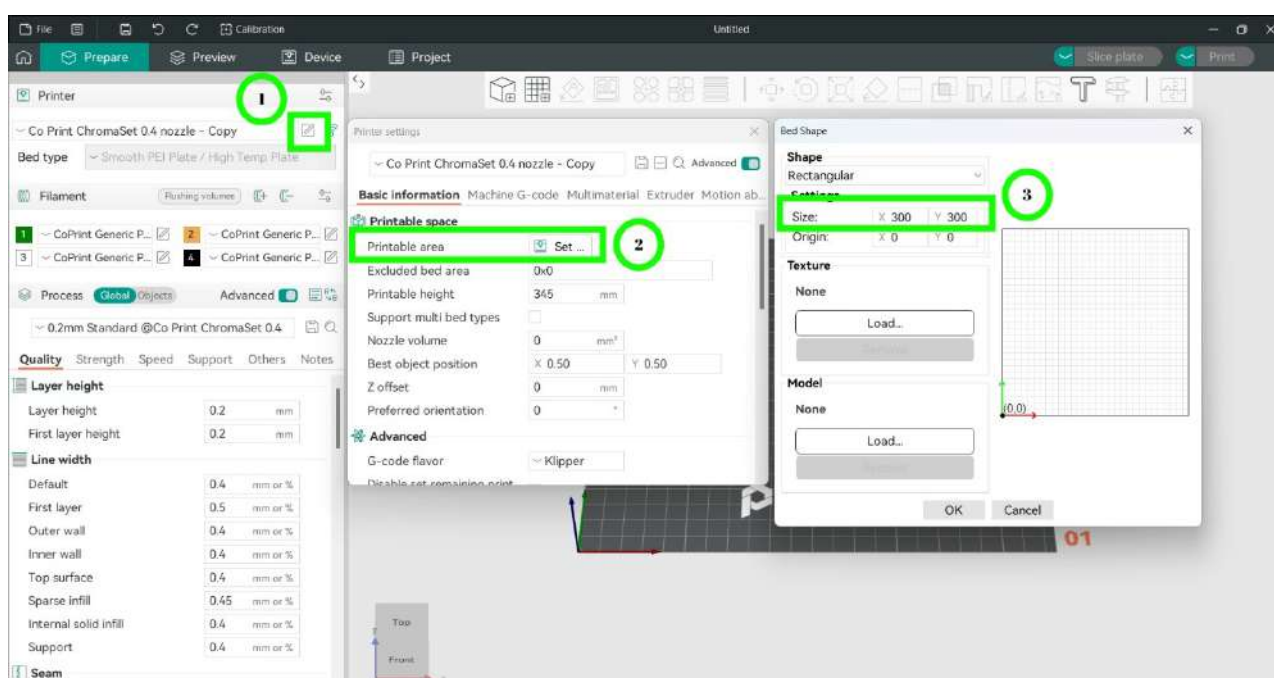 File
Calibration
Untitled
Prepare
Preview
Device
Project
Slice plate
Print
Printer
1
Co Print ChromaSet 0.4 nozzle - Copy
Bed type
Smooth PEI Plate / High Temp Plate
Filament
Flushing volumes
1 CoPrint Generic P...
2 CoPrint Generic P...
3 CoPrint Generic P...
4 CoPrint Generic P...
Process Global Objects Advanced
0.2mm Standard @Co Print ChromaSet 0.4
Quality Strength Speed Support Others Notes
Layer height
Layer height 0.2 mm
First layer height 0.2 mm
Line width
Default 0.4 mm or %
First layer 0.5 mm or %
Outer wall 0.4 mm or %
Inner wall 0.4 mm or %
Top surface 0.4 mm or %
Sparse infill 0.45 mm or %
Internal solid infill 0.4 mm or %
Support 0.4 mm or %
Seam
Printer settings
Co Print ChromaSet 0.4 nozzle - Copy Advanced
Basic information Machine G-code Multimaterial Extruder Motion ab...
Printable space
Printable area Set ...
2
Excluded bed area 0x0
Printable height 345 mm
Support multi bed types
Nozzle volume 0 mm³
Best object position X 0.50 Y 0.50
Z offset 0 mm
Preferred orientation 0 °
Advanced
G-code flavor Klipper
Disable set remaining print
Bed Shape
Shape
Rectangular
Settings
3
Size: X 300 Y 300
Origin: X 0 Y 0
Texture
None
Load...
Remove
Model
None
Load...
Remove
(0,0)
OK Cancel
01
Top
Front